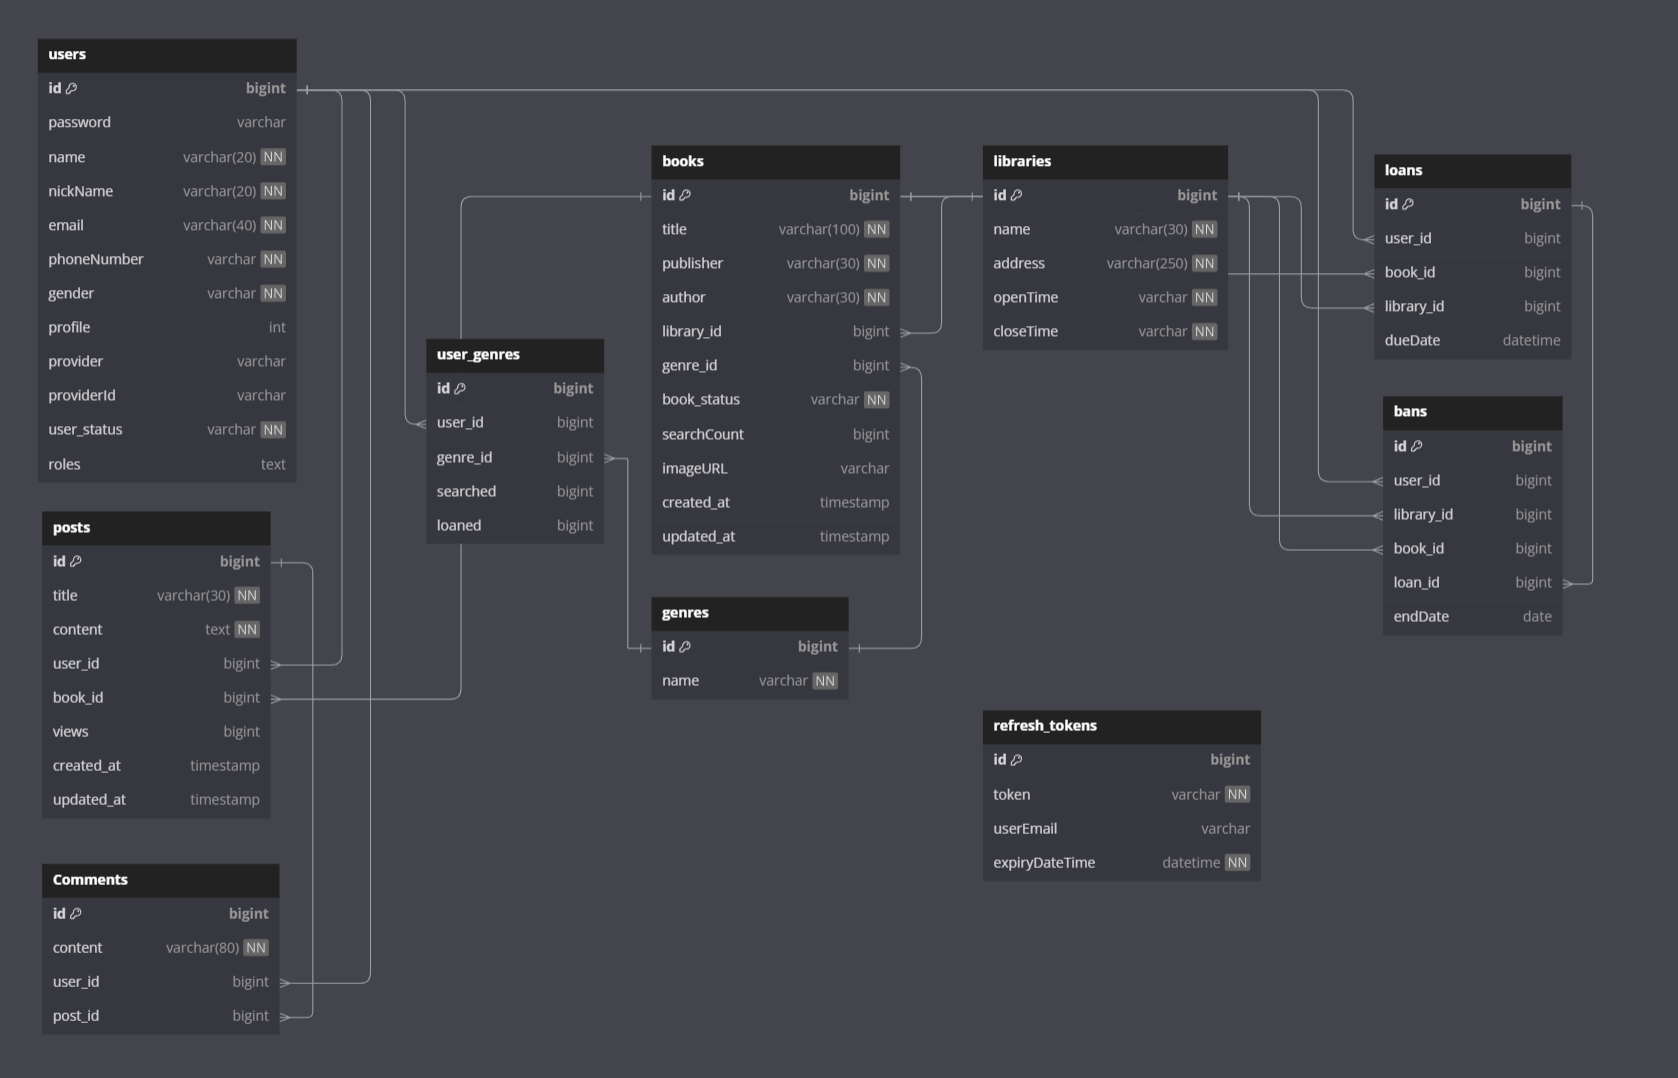 users
id bigint
password varchar
name varchar(20) NN
nickName varchar(20) NN
email varchar(40) NN
phoneNumber varchar NN
gender varchar NN
profile int
provider varchar
providerId varchar
user_status varchar NN
roles text
posts
id bigint
title varchar(30) NN
content text NN
user_id bigint
book_id bigint
views bigint
created_at timestamp
updated_at timestamp
Comments
id bigint
content varchar(80) NN
user_id bigint
post_id bigint
user_genres
id bigint
user_id bigint
genre_id bigint
searched bigint
loaned bigint
books
id bigint
title varchar(100) NN
publisher varchar(30) NN
author varchar(30) NN
library_id bigint
genre_id bigint
book_status varchar NN
searchCount bigint
imageURL varchar
created_at timestamp
updated_at timestamp
genres
id bigint
name varchar NN
libraries
id bigint
name varchar(30) NN
address varchar(250) NN
openTime varchar NN
closeTime varchar NN
refresh_tokens
id bigint
token varchar NN
userEmail varchar
expiryDateTime datetime NN
loans
id bigint
user_id bigint
book_id bigint
library_id bigint
dueDate datetime
bans
id bigint
user_id bigint
library_id bigint
book_id bigint
loan_id bigint
endDate date